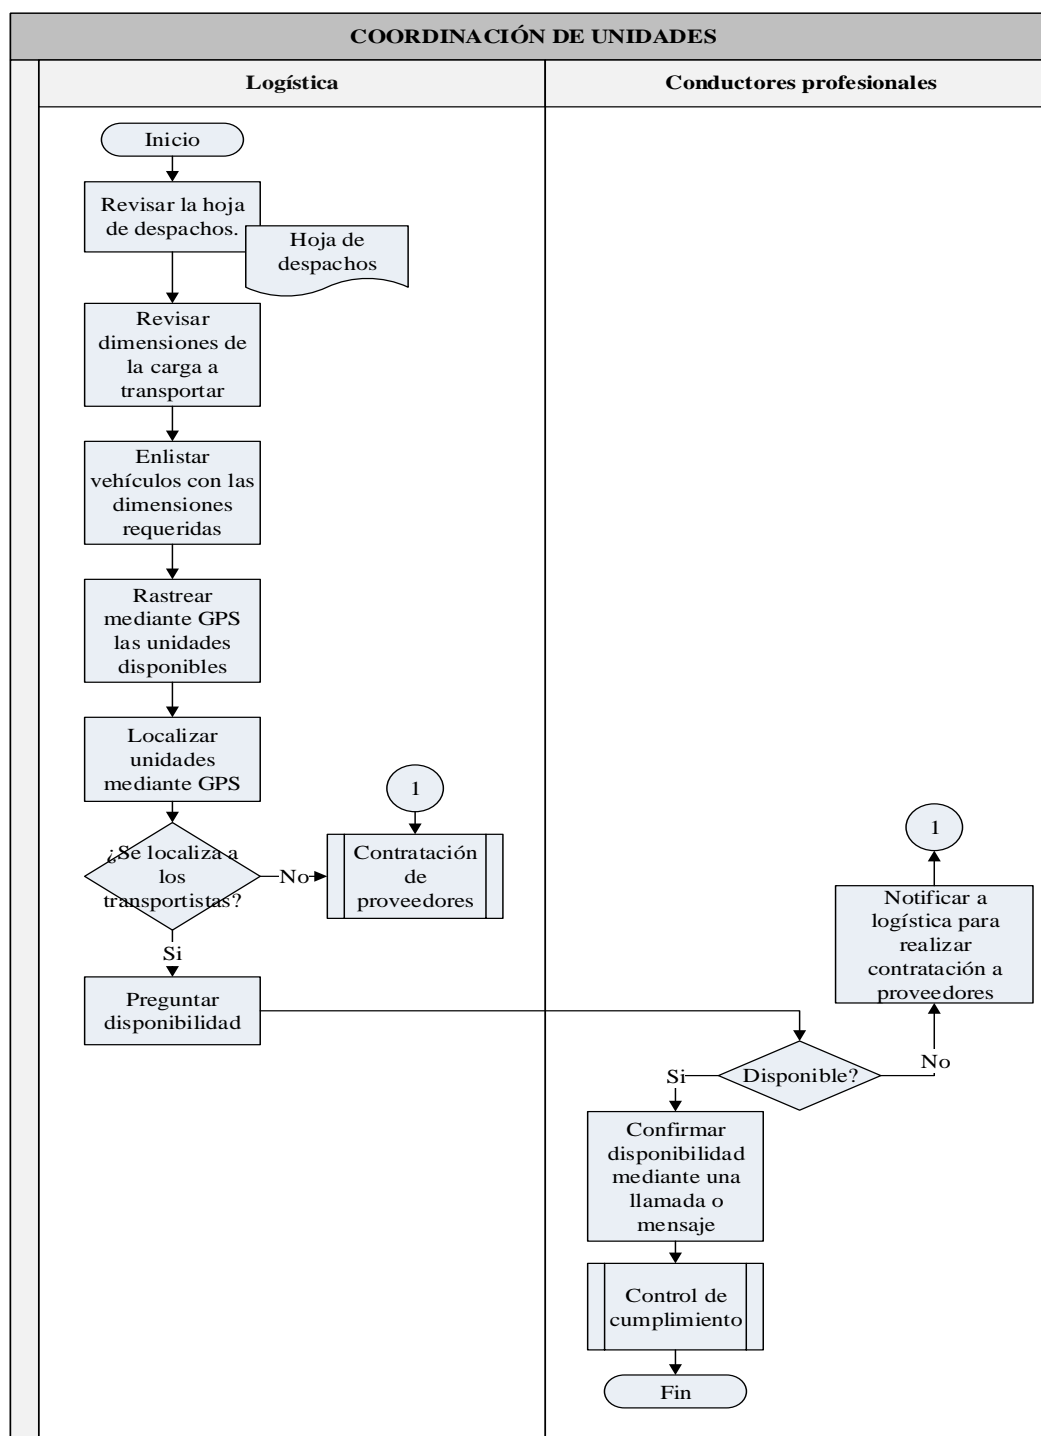 COORDINACIÓN DE UNIDADES
Logística
Conductores profesionales
Inicio
Revisar la hoja
de despachos.
Hoja de
despachos
Revisar
dimensiones de
la carga a
transportar
Enlistar
vehículos con las
dimensiones
requeridas
Rastrear
mediante GPS
las unidades
disponibles
Localizar
unidades
mediante GPS
¿Se localiza a
los
transportistas?
No
1
Contratación
de
proveedores
Si
Preguntar
disponibilidad
1
Notificar a
logística para
realizar
contratación a
proveedores
Disponible?
No
Si
Confirmar
disponibilidad
mediante una
llamada o
mensaje
Control de
cumplimiento
Fin